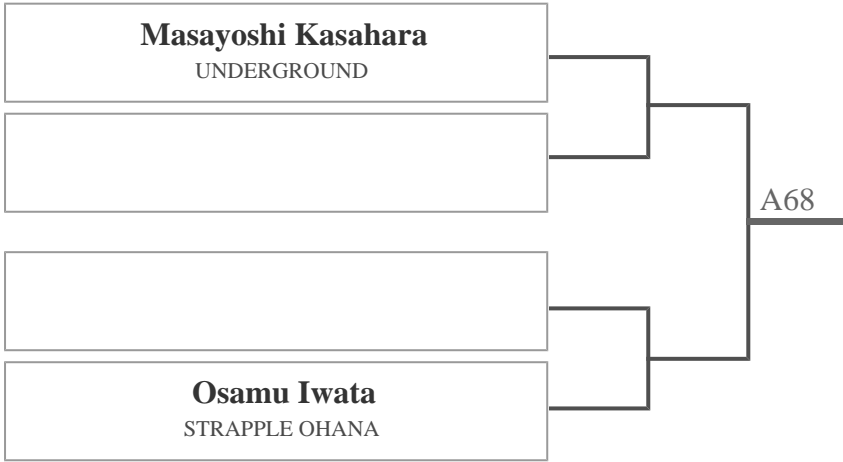 Masayoshi Kasahara
UNDERGROUND
A68
Osamu Iwata
STRAPPLE OHANA